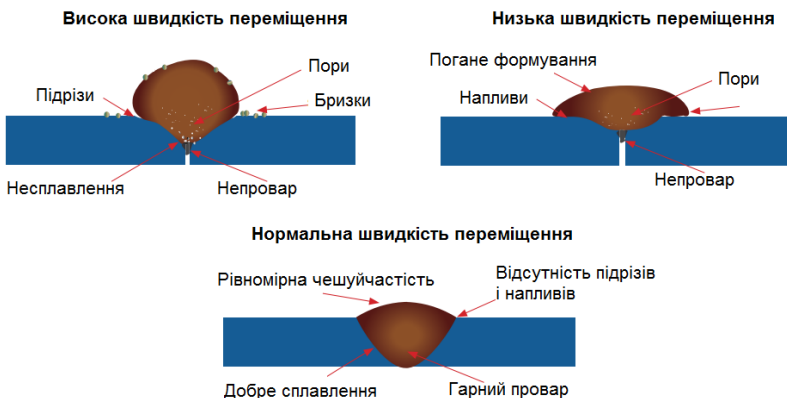 Висока швидкість переміщення
Пори
Підрізи
Бризки
Несплавлення
Непровар
Низька швидкість переміщення
Погане формування
Пори
Напливи
Непровар
Нормальна швидкість переміщення
Рівномірна чешуйчастість
Відсутність підрізів
і напливів
Добре сплавлення
Гарний провар